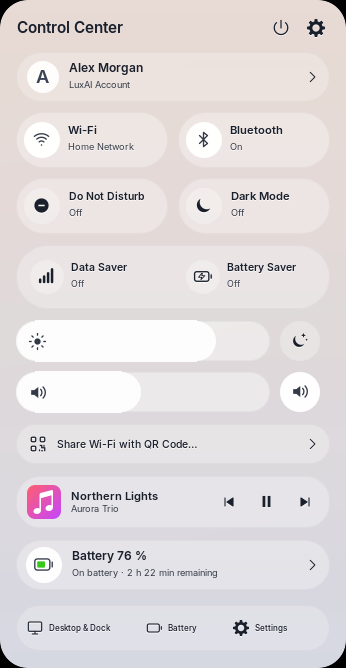 Control Center
A
Alex Morgan
LuxAI Account
Wi-Fi
Home Network
Bluetooth
On
Do Not Disturb
Off
Dark Mode
Off
Data Saver
Off
Battery Saver
Off
Share Wi-Fi with QR Code...
Northern Lights
Aurora Trio
Battery 76 %
On battery · 2 h 22 min remaining
Desktop & Dock
Battery
Settings